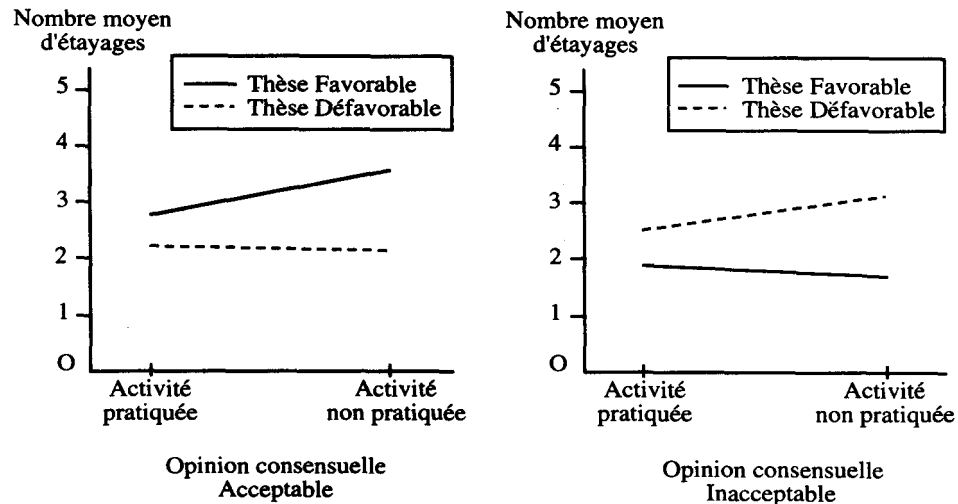 Nombre moyen
d'étayages
5
4
3
2
1
O
Thèse Favorable
Thèse Défavorable
Activité
pratiquée
Activité
non pratiquée
Opinion consensuelle
Acceptable
Nombre moyen
d'étayages
5
4
3
2
1
O
Thèse Favorable
Thèse Défavorable
Activité
pratiquée
Activité
non pratiquée
Opinion consensuelle
Inacceptable